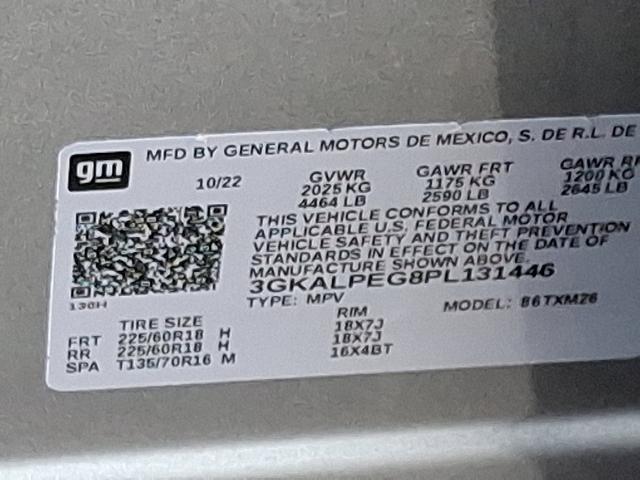 gm
MFD BY GENERAL MOTORS DE MEXICO, S. DE R.L. DE
10/22
GVWR
2025 KG
4464 LB
GAWR FRT
1175 KG
2590 LB
GAWR
1200 KG
2645 LB
THIS VEHICLE CONFORMS TO ALL
APPLICABLE U.S. FEDERAL MOTOR
VEHICLE SAFETY AND THEFT PREVENTION
STANDARDS IN EFFECT ON THE DATE OF
MANUFACTURE SHOWN ABOVE.
3GKALPEG8PL131446
TYPE: MPV
MODEL: B6TXM26
130H
TIRE SIZE
RIM
FRT 225/60R18 H 18X7J
RR 225/60R18 H 18X7J
SPA T135/70R16 M 16X4BT